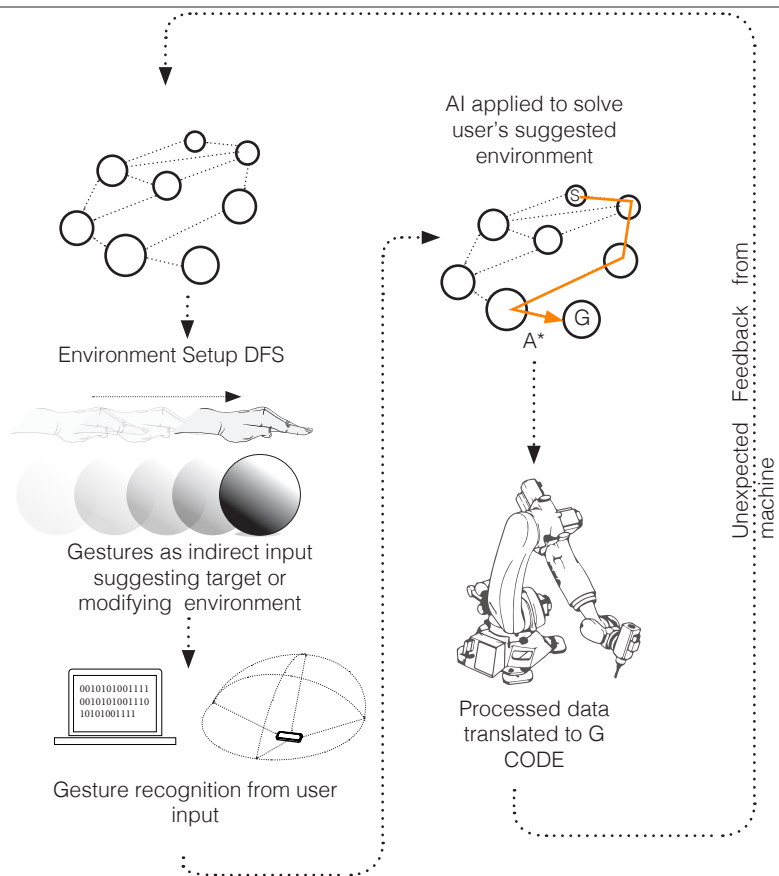 Environment Setup DFS
Gestures as indirect input
suggesting target or
modifying environment
0010101001111
0010101001110
10101001111
Gesture recognition from user
input
AI applied to solve
user's suggested
environment
S
G
A*
Processed data
translated to G
CODE
Unexpected Feedback from
machine